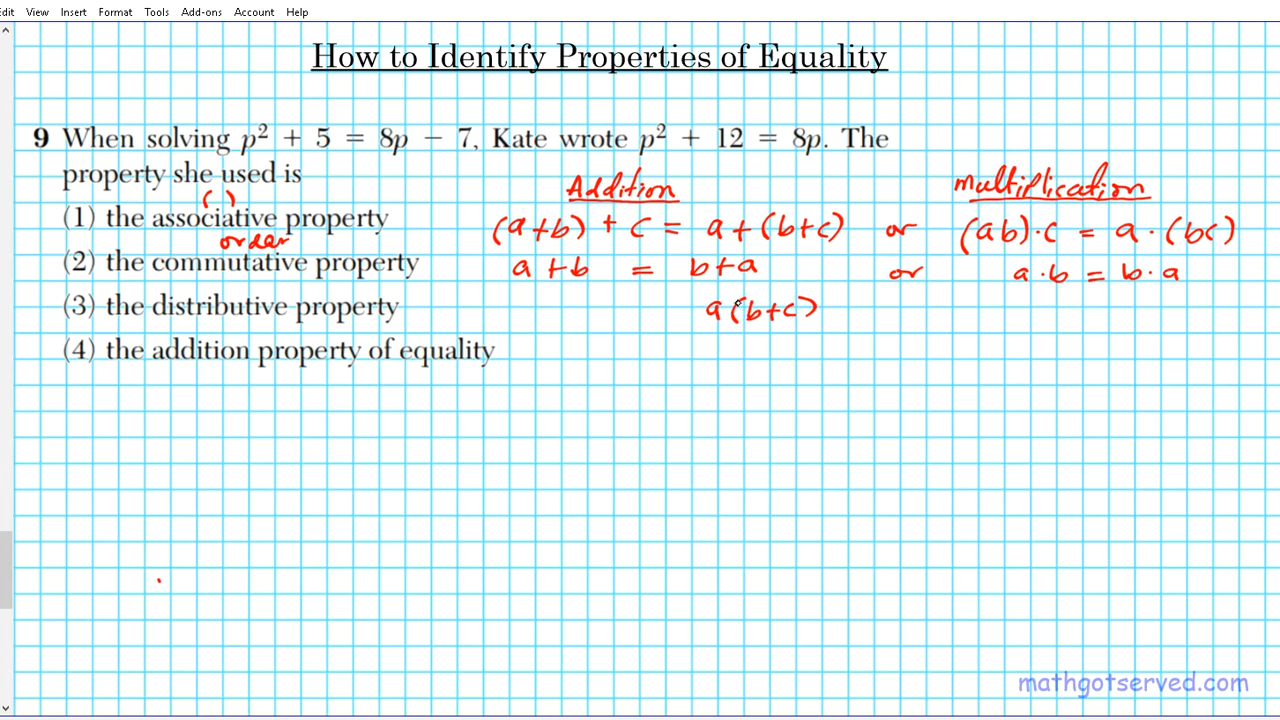 Edit View Insert Format Tools Add-ons Account Help
How to Identify Properties of Equality
9 When solving p² + 5 = 8p − 7, Kate wrote p² + 12 = 8p. The
property she used is
Addition
multiplication
( )
(1) the associative property
(a+b) + c = a + (b+c) or (ab)·c = a·(bc)
order
(2) the commutative property
a+b = b+a or a·b = b·a
(3) the distributive property
a(b+c)
(4) the addition property of equality
mathgotserved.com